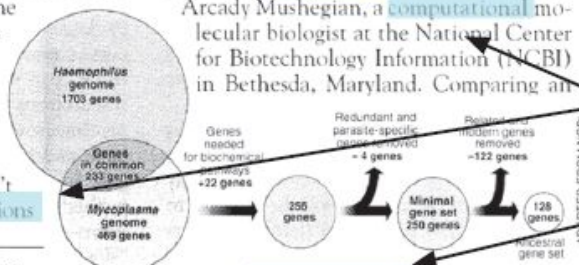 Arcady Mushegian, a computational mo-
lecular biologist at the National Center
for Biotechnology Information (NCBI)
in Bethesda, Maryland. Comparing an
Haemophilus
genome
1703 genes
Genes
in common
233 genes
Mycoplasma
genome
469 genes
Genes
needed
for biochemical
pathways
+22 genes
256
genes
Redundant and
parasite-specific
genes removed
– 4 genes
Minimal
gene set
250 genes
Related and
modern genes
removed
–122 genes
128
genes
Ancestral
gene set